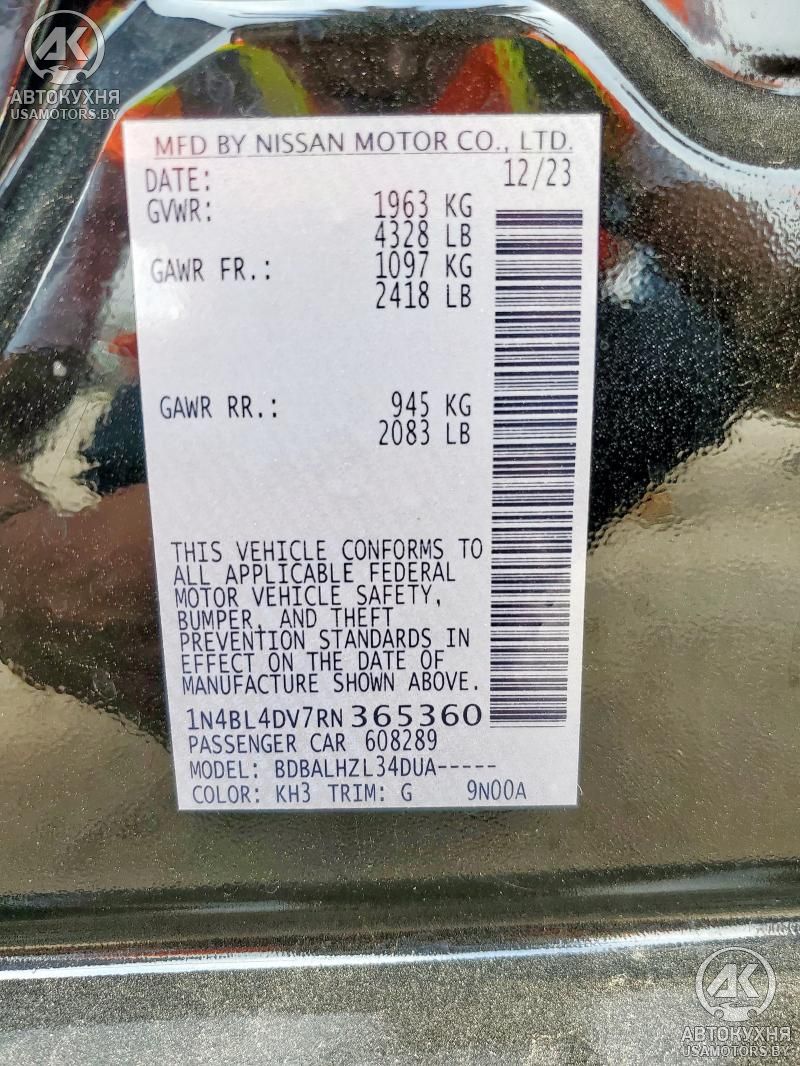 AK
АВТОКУХНЯ
USAMOTORS.BY
MFD BY NISSAN MOTOR CO., LTD.
DATE: 12/23
GVWR: 1963 KG
4328 LB
GAWR FR.: 1097 KG
2418 LB
GAWR RR.: 945 KG
2083 LB
THIS VEHICLE CONFORMS TO
ALL APPLICABLE FEDERAL
MOTOR VEHICLE SAFETY,
BUMPER, AND THEFT
PREVENTION STANDARDS IN
EFFECT ON THE DATE OF
MANUFACTURE SHOWN ABOVE.
1N4BL4DV7RN365360
PASSENGER CAR 608289
MODEL: BDBALHZL34DUA-----
COLOR: KH3 TRIM: G 9N00A
AK
АВТОКУХНЯ
USAMOTORS.BY